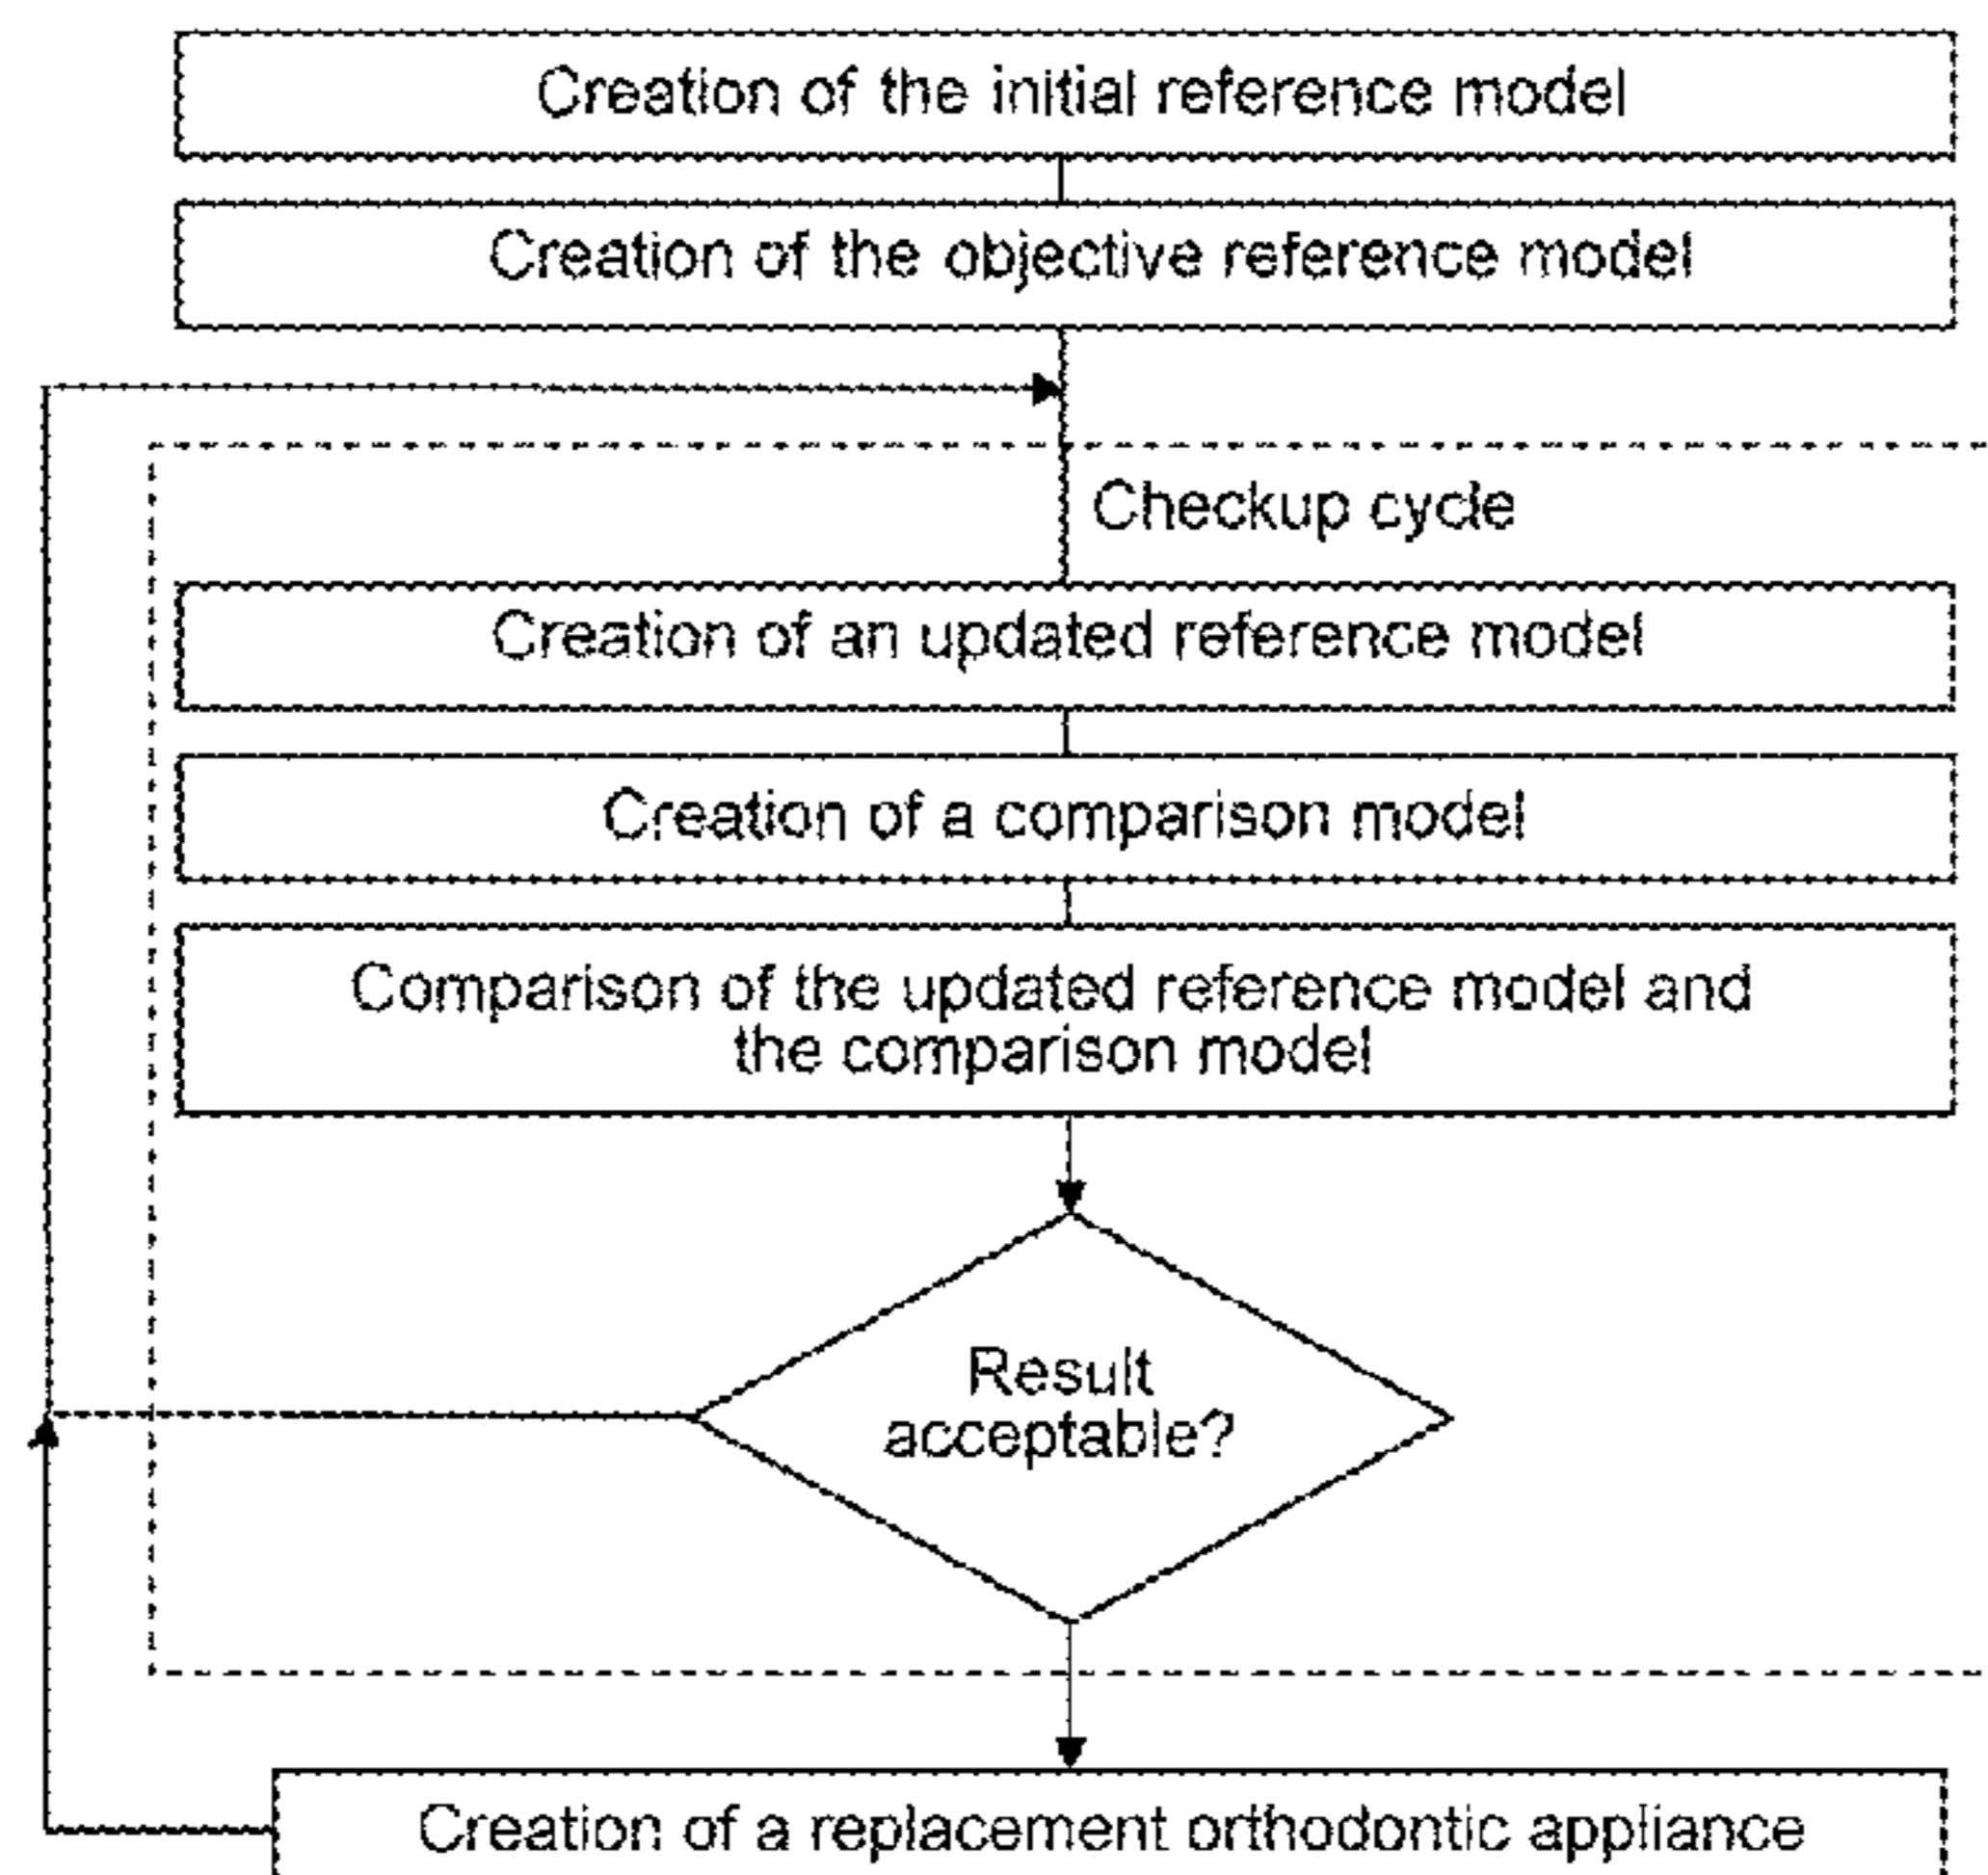 Creation of the initial reference model
Creation of the objective reference model
Checkup cycle
Creation of an updated reference model
Creation of a comparison model
Comparison of the updated reference model and
the comparison model
Result
acceptable?
Creation of a replacement orthodontic appliance